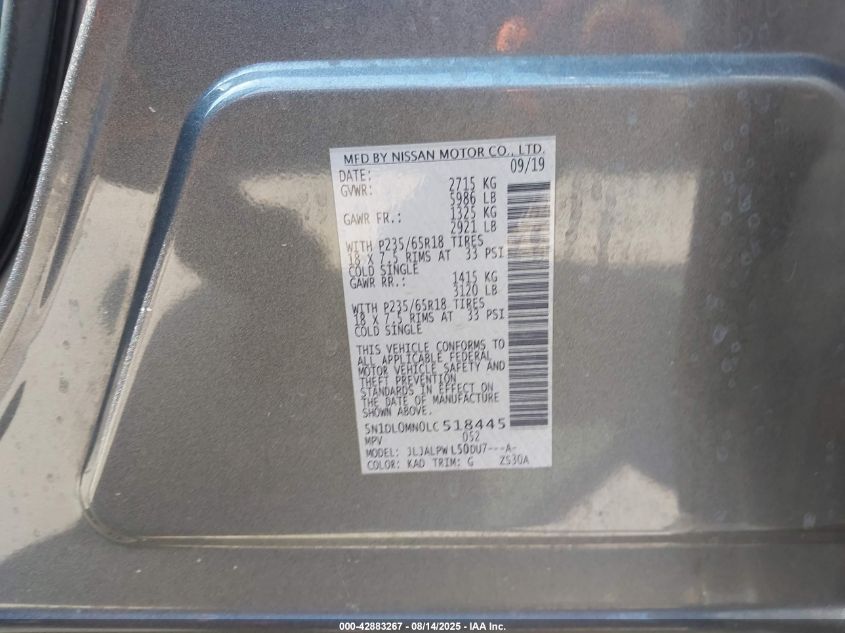 MFD BY NISSAN MOTOR CO., LTD.
DATE: 09/19
GVWR: 2715 KG
5986 LB
GAWR FR.: 1325 KG
2921 LB
WITH P235/65R18 TIRES
18 X 7.5 RIMS AT 33 PSI
COLD SINGLE
GAWR RR.: 1415 KG
3120 LB
WITH P235/65R18 TIRES
18 X 7.5 RIMS AT 33 PSI
COLD SINGLE
THIS VEHICLE CONFORMS TO
ALL APPLICABLE FEDERAL
MOTOR VEHICLE SAFETY AND
THEFT PREVENTION
STANDARDS IN EFFECT ON
THE DATE OF MANUFACTURE
SHOWN ABOVE.
5N1DL0MN0LC518445
MPV 052
MODEL: JLJALPW L50DU7---A-
COLOR: KAD TRIM: G ZS30A
000-42883267 - 08/14/2025 - IAA Inc.